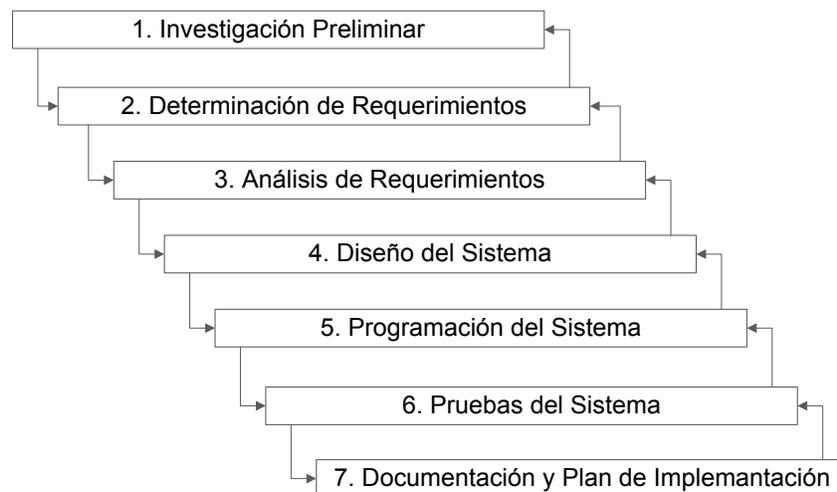 1. Investigación Preliminar
2. Determinación de Requerimientos
3. Análisis de Requerimientos
4. Diseño del Sistema
5. Programación del Sistema
6. Pruebas del Sistema
7. Documentación y Plan de Implemantación